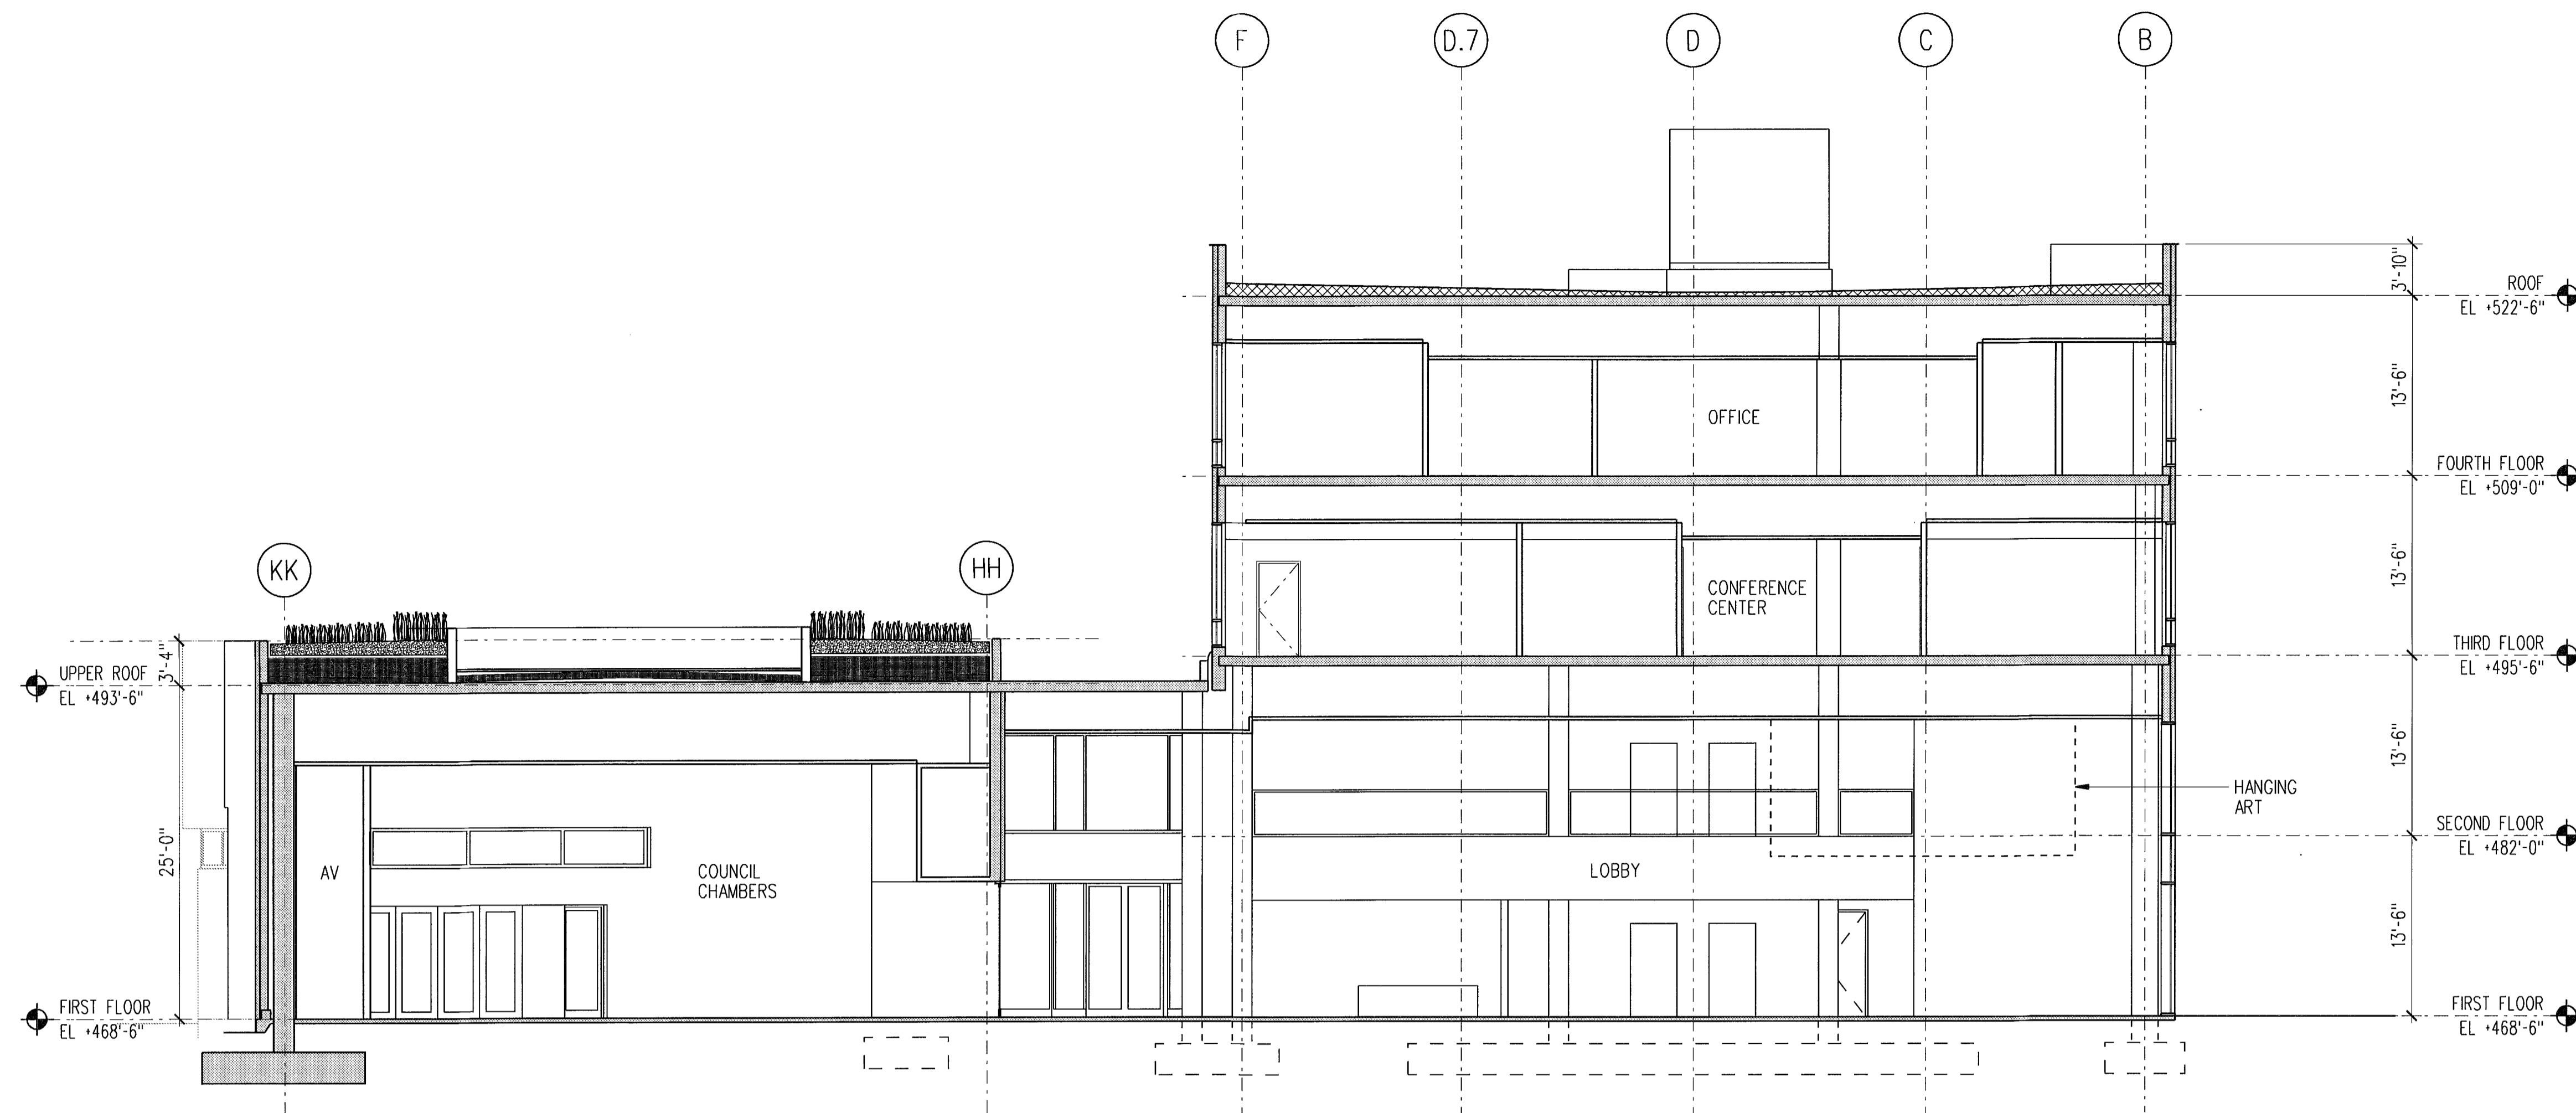 F
D.7
D
C
B
3'-10"
ROOF
EL +522'-6"
13'-6"
OFFICE
FOURTH FLOOR
EL +509'-0"
KK
HH
13'-6"
CONFERENCE
CENTER
THIRD FLOOR
EL +495'-6"
3'-4"
UPPER ROOF
EL +493'-6"
13'-6"
HANGING
ART
SECOND FLOOR
EL +482'-0"
25'-0"
AV
COUNCIL
CHAMBERS
LOBBY
13'-6"
FIRST FLOOR
EL +468'-6"
FIRST FLOOR
EL +468'-6"